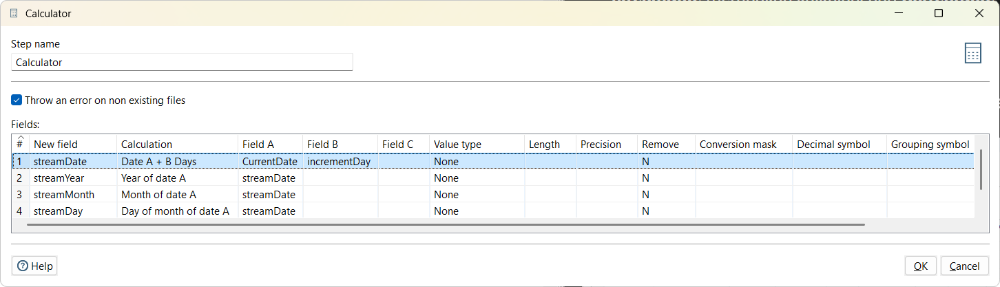 Calculator
Step name
Calculator
Throw an error on non existing files
Fields:
# New field Calculation Field A Field B Field C Value type Length Precision Remove Conversion mask Decimal symbol Grouping symbol
1 streamDate Date A + B Days CurrentDate incrementDay None N
2 streamYear Year of date A streamDate None N
3 streamMonth Month of date A streamDate None N
4 streamDay Day of month of date A streamDate None N
Help OK Cancel